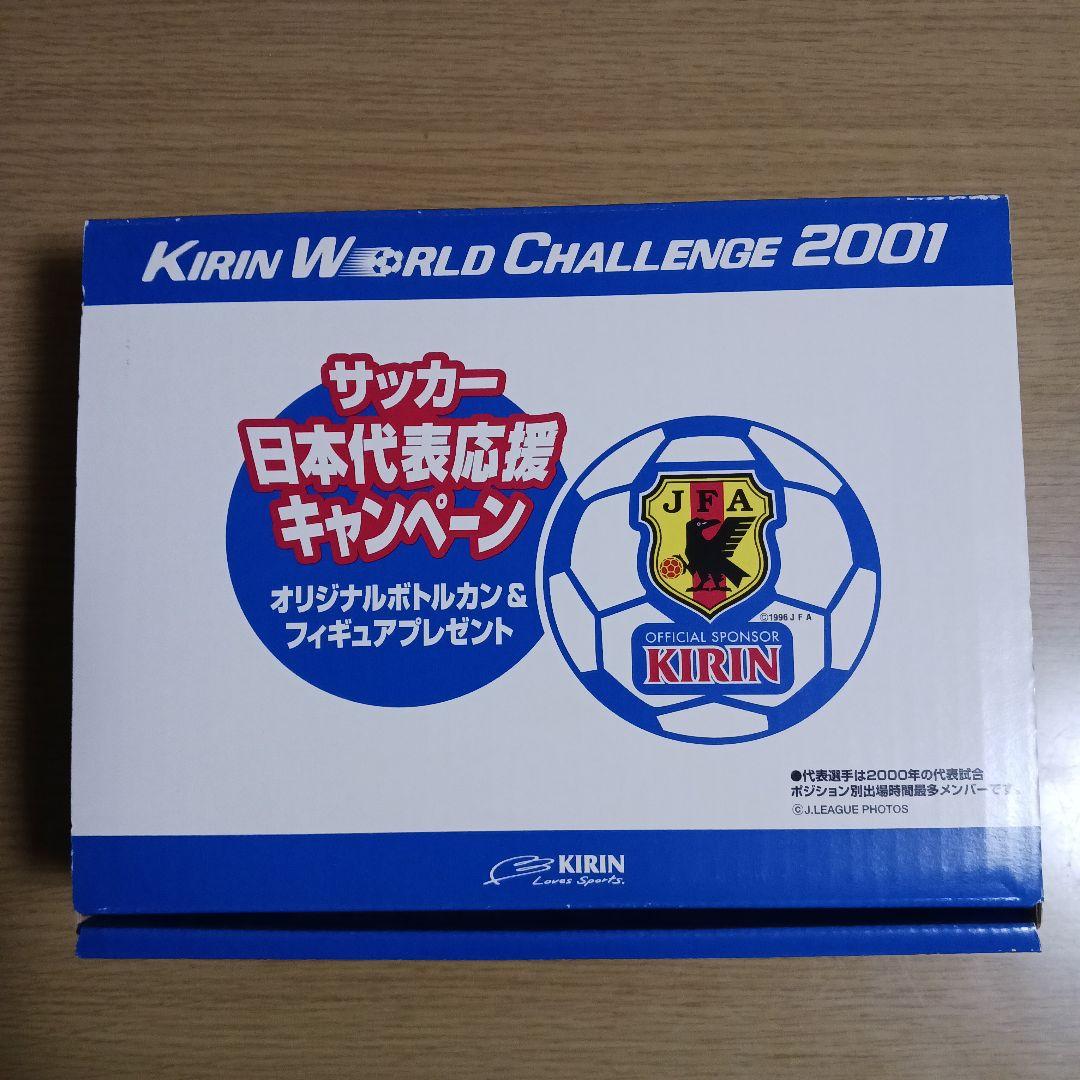 KIRIN WORLD CHALLENGE 2001
サッカー
日本代表応援
キャンペーン
オリジナルボトルカン&
フィギュアプレゼント
JFA
©1996 JFA
OFFICIAL SPONSOR
KIRIN
●代表選手は2000年の代表試合
ポジション別出場時間最多メンバーです。
©J.LEAGUE PHOTOS
KIRIN
Loves Sports.